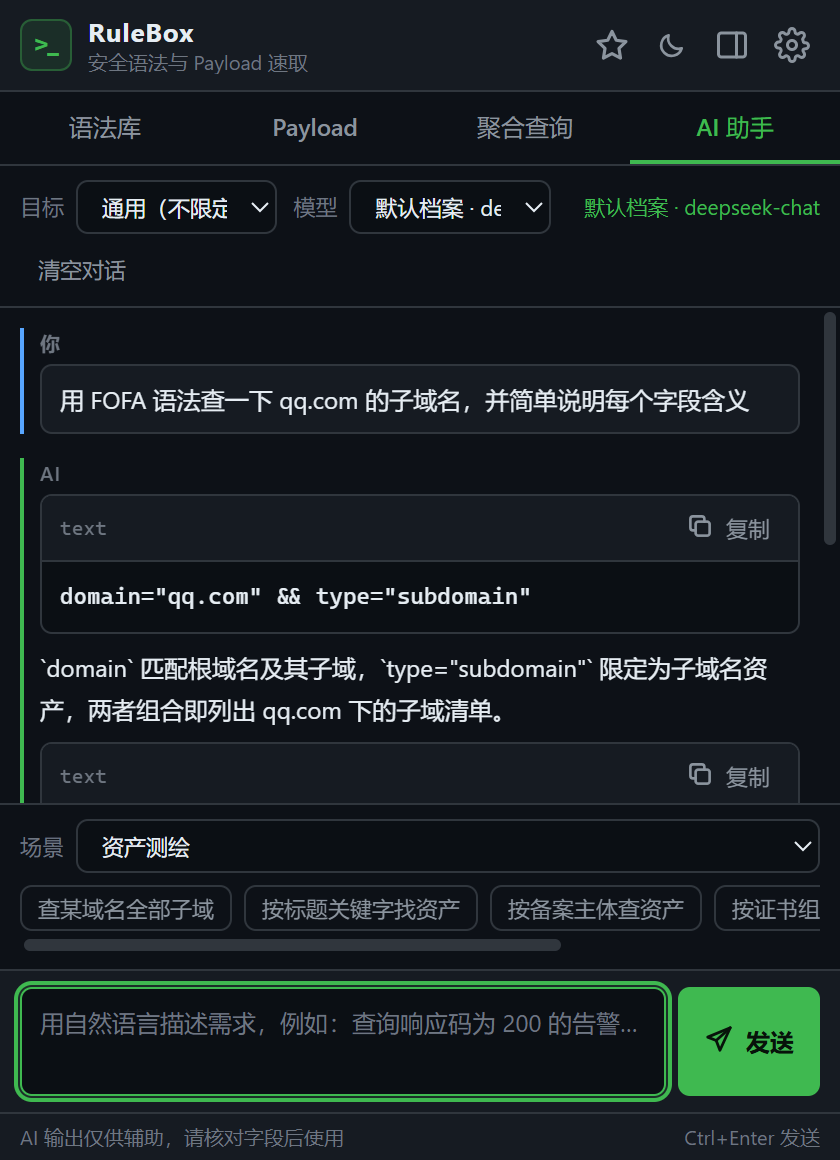 >_
RuleBox
安全语法与 Payload 速取
语法库 Payload 聚合查询 AI 助手
目标 通用（不限定 模型 默认档案 · de 默认档案 · deepseek-chat
清空对话
你
用 FOFA 语法查一下 qq.com 的子域名，并简单说明每个字段含义
AI
text 复制
domain="qq.com" && type="subdomain"
`domain` 匹配根域名及其子域，`type="subdomain"` 限定为子域名资
产，两者组合即列出 qq.com 下的子域清单。
text 复制
场景 资产测绘
查某域名全部子域 按标题关键字找资产 按备案主体查资产 按证书组
用自然语言描述需求，例如：查询响应码为 200 的告警...
发送
AI 输出仅供辅助，请核对字段后使用 Ctrl+Enter 发送